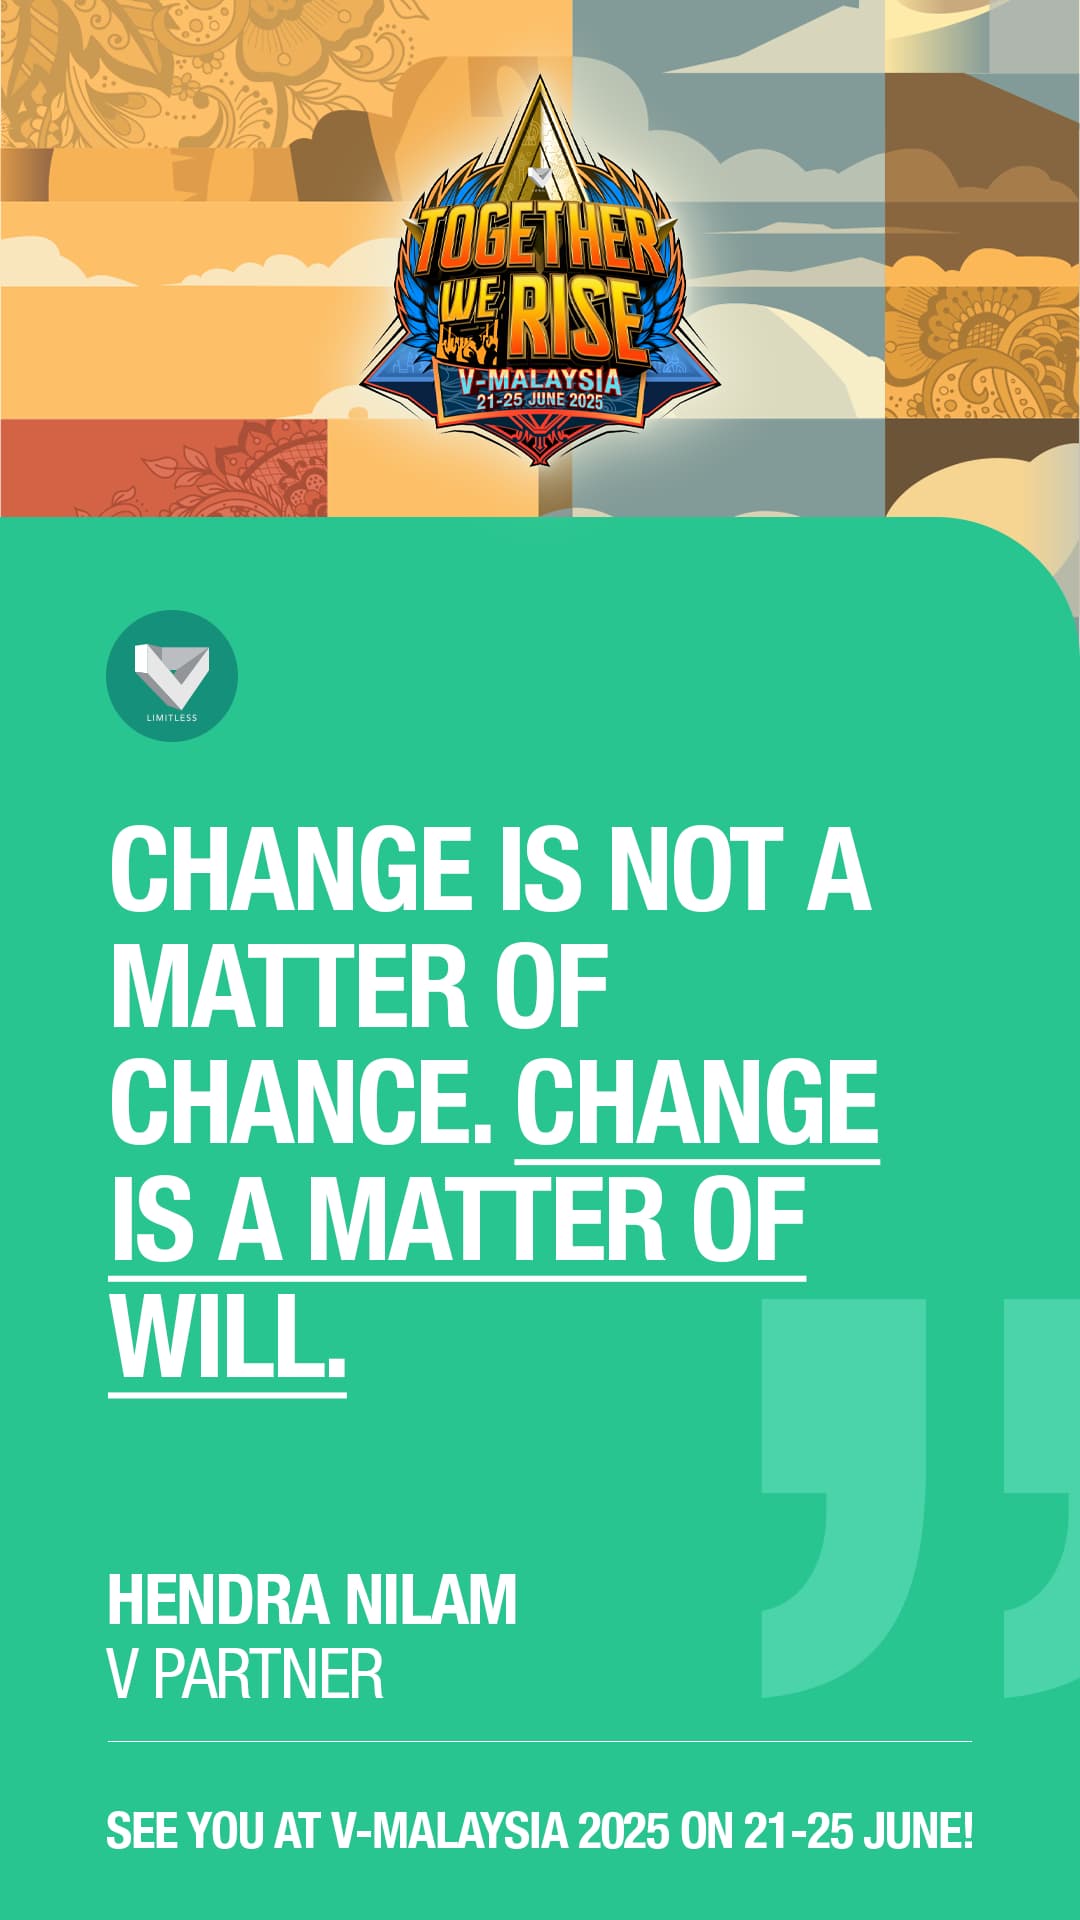 TOGETHER
WE RISE
V-MALAYSIA
21-25 JUNE 2025
LIMITLESS
CHANGE IS NOT A
MATTER OF
CHANCE. CHANGE
IS A MATTER OF
WILL.
HENDRA NILAM
V PARTNER
SEE YOU AT V-MALAYSIA 2025 ON 21-25 JUNE!